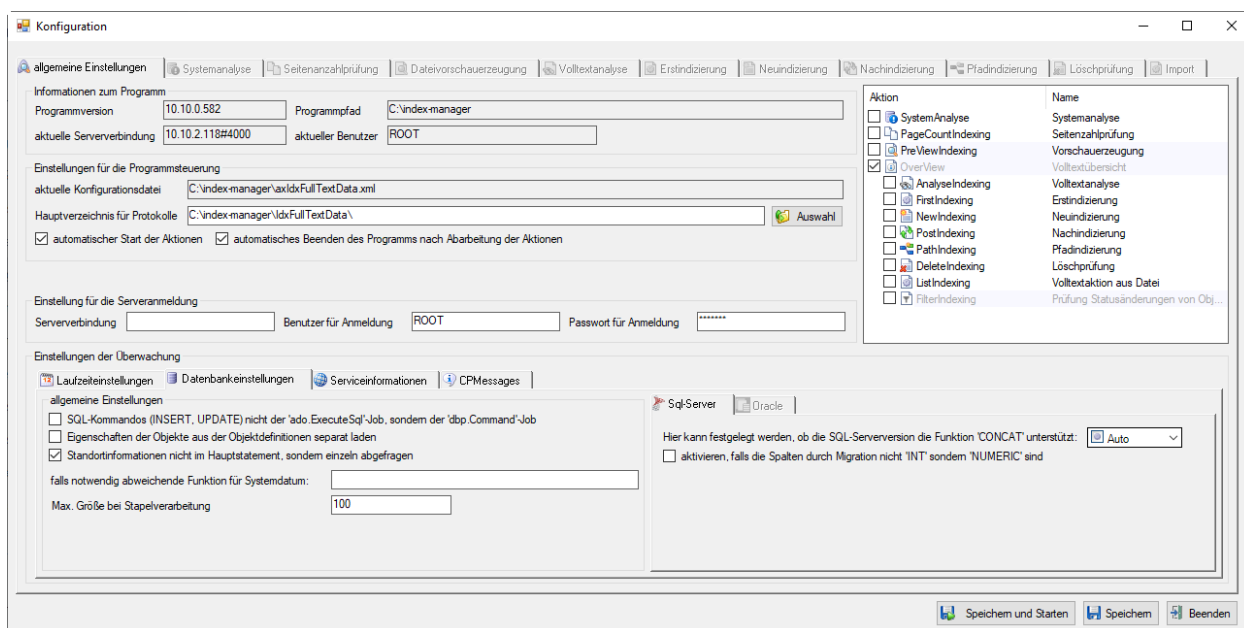 Konfiguration
allgemeine Einstellungen Systemanalyse Seitenanzahlprüfung Dateivorschauerzeugung Volltextanalyse Erstindizierung Neuindizierung Nachindizierung Pfadindizierung Löschprüfung Import
Informationen zum Programm
Programmversion 10.10.0.582 Programmpfad C:\index-manager
aktuelle Serververbindung 10.10.2.118#4000 aktueller Benutzer ROOT
Einstellungen für die Programmsteuerung
aktuelle Konfigurationsdatei C:\index-manager\axIdxFullTextData.xml
Hauptverzeichnis für Protokolle C:\index-manager\IdxFullTextData\ Auswahl
automatischer Start der Aktionen automatisches Beenden des Programms nach Abarbeitung der Aktionen
Einstellung für die Serveranmeldung
Serververbindung Benutzer für Anmeldung ROOT Passwort für Anmeldung *******
Aktion Name
SystemAnalyse Systemanalyse
PageCountIndexing Seitenzahlprüfung
PreViewIndexing Vorschauerzeugung
OverView Volltextübersicht
AnalyseIndexing Volltextanalyse
FirstIndexing Erstindizierung
NewIndexing Neuindizierung
PostIndexing Nachindizierung
PathIndexing Pfadindizierung
DeleteIndexing Löschprüfung
ListIndexing Volltextaktion aus Datei
FilterIndexing Prüfung Statusänderungen von Obj...
Einstellungen der Überwachung
Laufzeiteinstellungen Datenbankeinstellungen Serviceinformationen CPMessages
allgemeine Einstellungen
SQL-Kommandos (INSERT, UPDATE) nicht der 'ado.ExecuteSql'-Job, sondern der 'dbp.Command'-Job
Eigenschaften der Objekte aus der Objektdefinitionen separat laden
Standortinformationen nicht im Hauptstatement, sondern einzeln abgefragt
falls notwendig abweichende Funktion für Systemdatum:
Max. Größe bei Stapelverarbeitung 100
Sql-Server Oracle
Hier kann festgelegt werden, ob die SQL-Serverversion die Funktion 'CONCAT' unterstützt: Auto
aktivieren, falls die Spalten durch Migration nicht 'INT' sondern 'NUMERIC' sind
Speichern und Starten Speichern Beenden